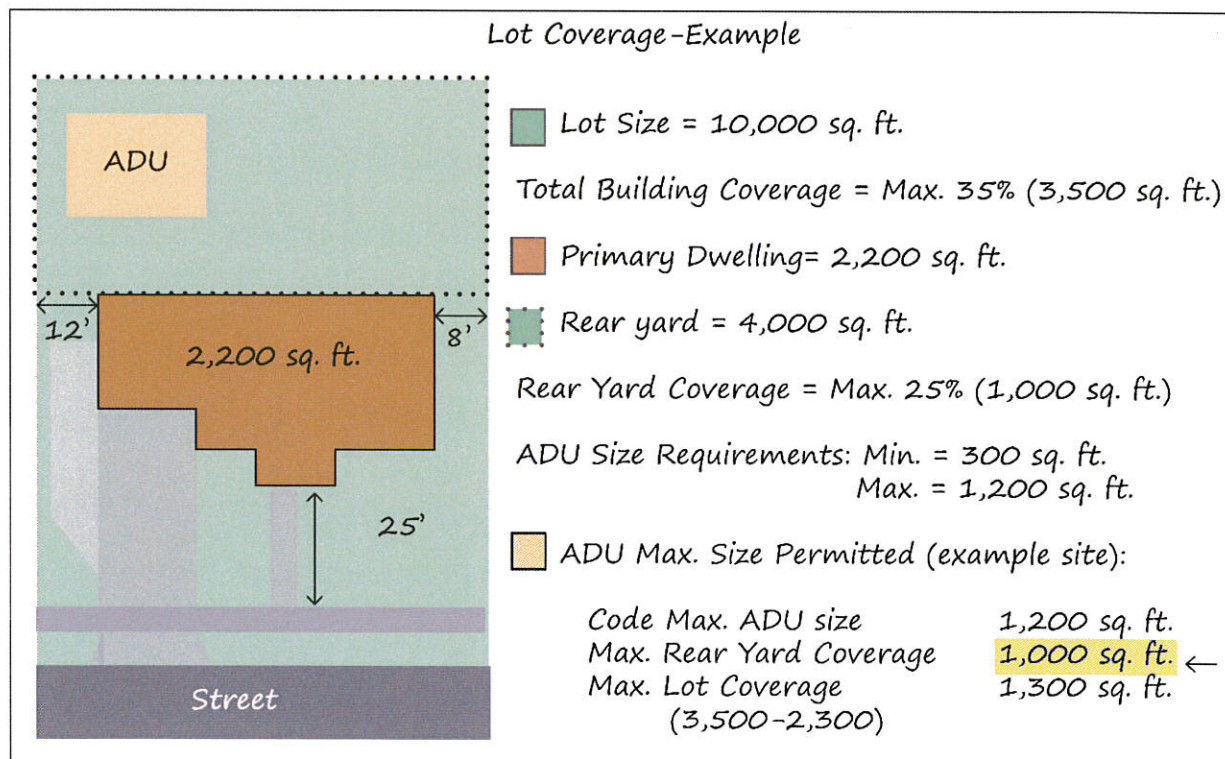 Lot Coverage-Example
ADU
12'
8'
2,200 sq. ft.
25'
Street
Lot Size = 10,000 sq. ft.
Total Building Coverage = Max. 35% (3,500 sq. ft.)
Primary Dwelling= 2,200 sq. ft.
Rear yard = 4,000 sq. ft.
Rear Yard Coverage = Max. 25% (1,000 sq. ft.)
ADU Size Requirements: Min. = 300 sq. ft.
Max. = 1,200 sq. ft.
ADU Max. Size Permitted (example site):
Code Max. ADU size 1,200 sq. ft.
Max. Rear Yard Coverage 1,000 sq. ft. ←
Max. Lot Coverage 1,300 sq. ft.
(3,500-2,300)